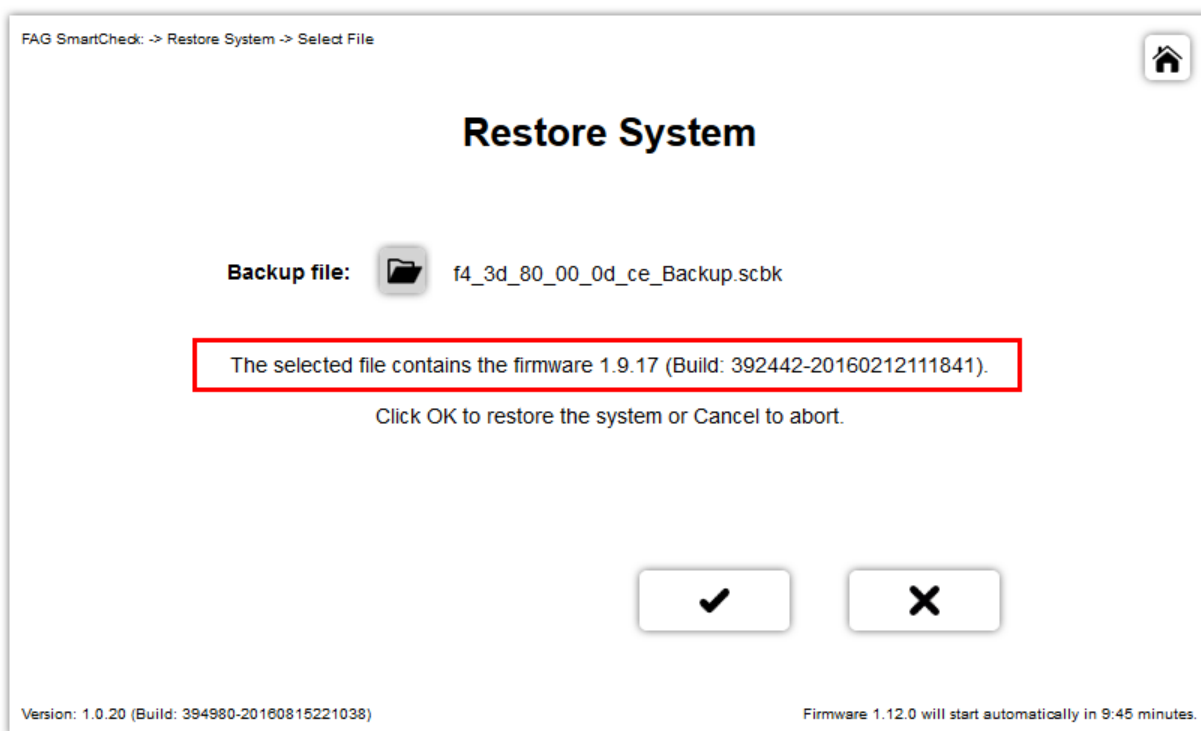 FAG SmartCheck: -> Restore System -> Select File
Restore System
Backup file: f4_3d_80_00_0d_ce_Backup.scbk
The selected file contains the firmware 1.9.17 (Build: 392442-20160212111841).
Click OK to restore the system or Cancel to abort.
Version: 1.0.20 (Build: 394980-20160815221038)
Firmware 1.12.0 will start automatically in 9:45 minutes.